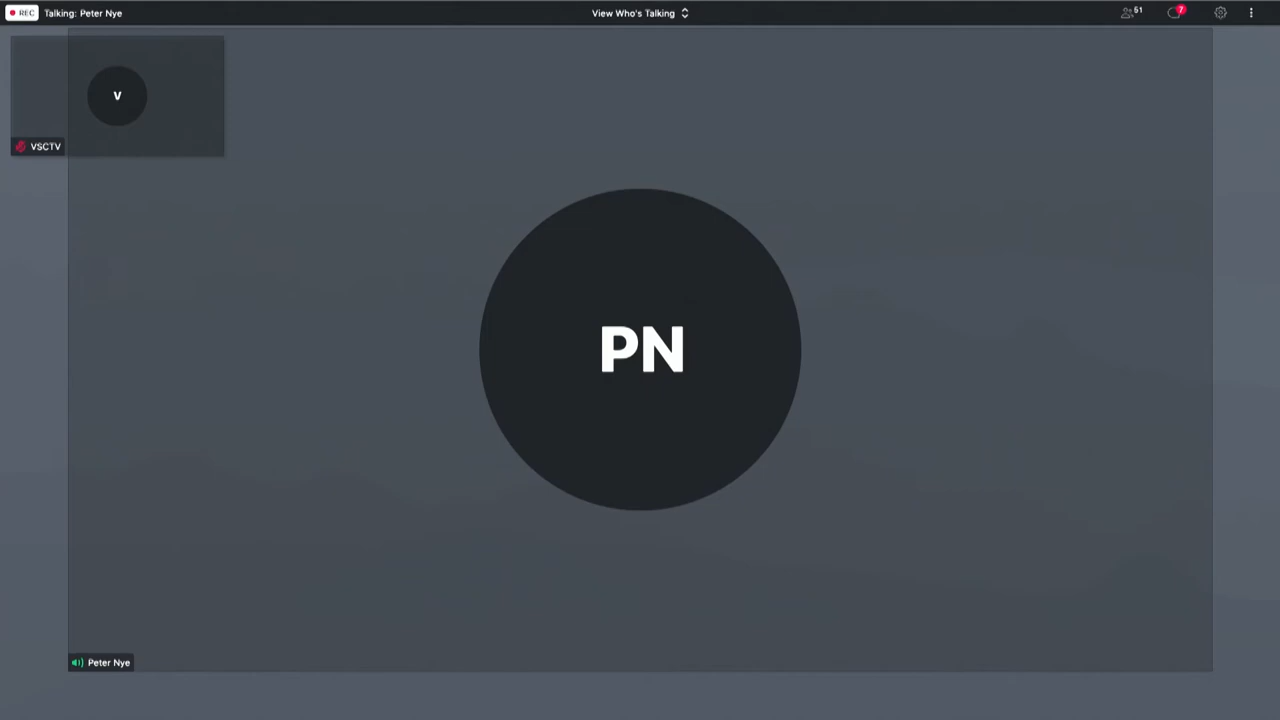 REC Talking: Peter Nye View Who's Talking 51 7
V
VSCTV
PN
Peter Nye